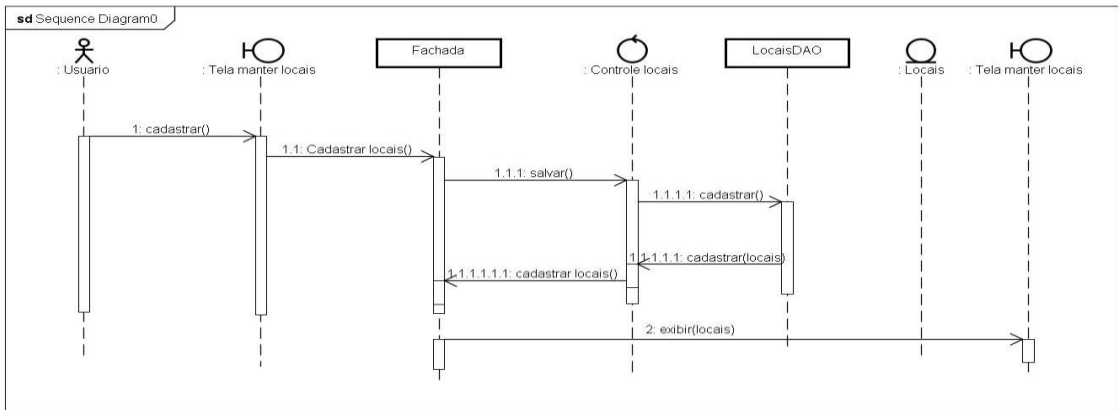 sd Sequence Diagram0
: Usuario
: Tela manter locais
Fachada
: Controle locais
LocaisDAO
: Locais
: Tela manter locais
1: cadastrar()
1.1: Cadastrar locais()
1.1.1: salvar()
1.1.1.1: cadastrar()
1.1.1.1.1: cadastrar(locais)
1.1.1.1.1.1: cadastrar locais()
2: exibir(locais)